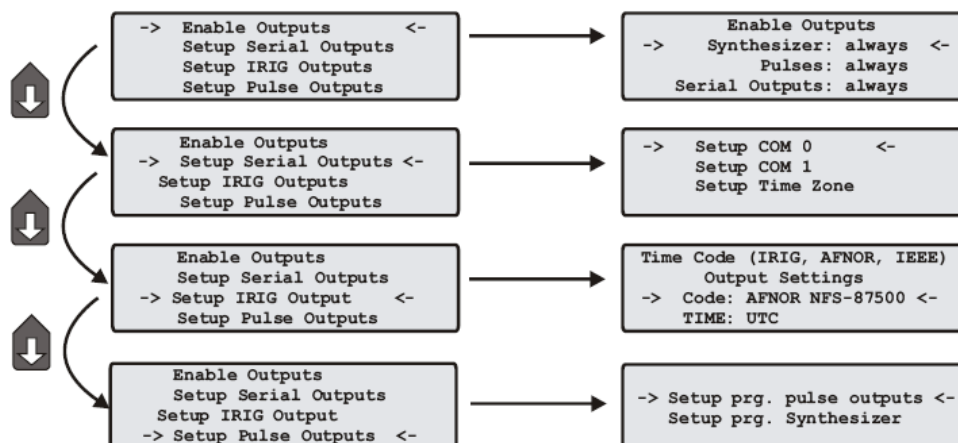 -> Enable Outputs <-
Setup Serial Outputs
Setup IRIG Outputs
Setup Pulse Outputs
Enable Outputs
-> Synthesizer: always <-
Pulses: always
Serial Outputs: always
Enable Outputs
-> Setup Serial Outputs <-
Setup IRIG Outputs
Setup Pulse Outputs
-> Setup COM 0 <-
Setup COM 1
Setup Time Zone
Enable Outputs
Setup Serial Outputs
-> Setup IRIG Output <-
Setup Pulse Outputs
Time Code (IRIG, AFNOR, IEEE)
Output Settings
-> Code: AFNOR NFS-87500 <-
TIME: UTC
Enable Outputs
Setup Serial Outputs
Setup IRIG Output
-> Setup Pulse Outputs <-
-> Setup prg. pulse outputs <-
Setup prg. Synthesizer